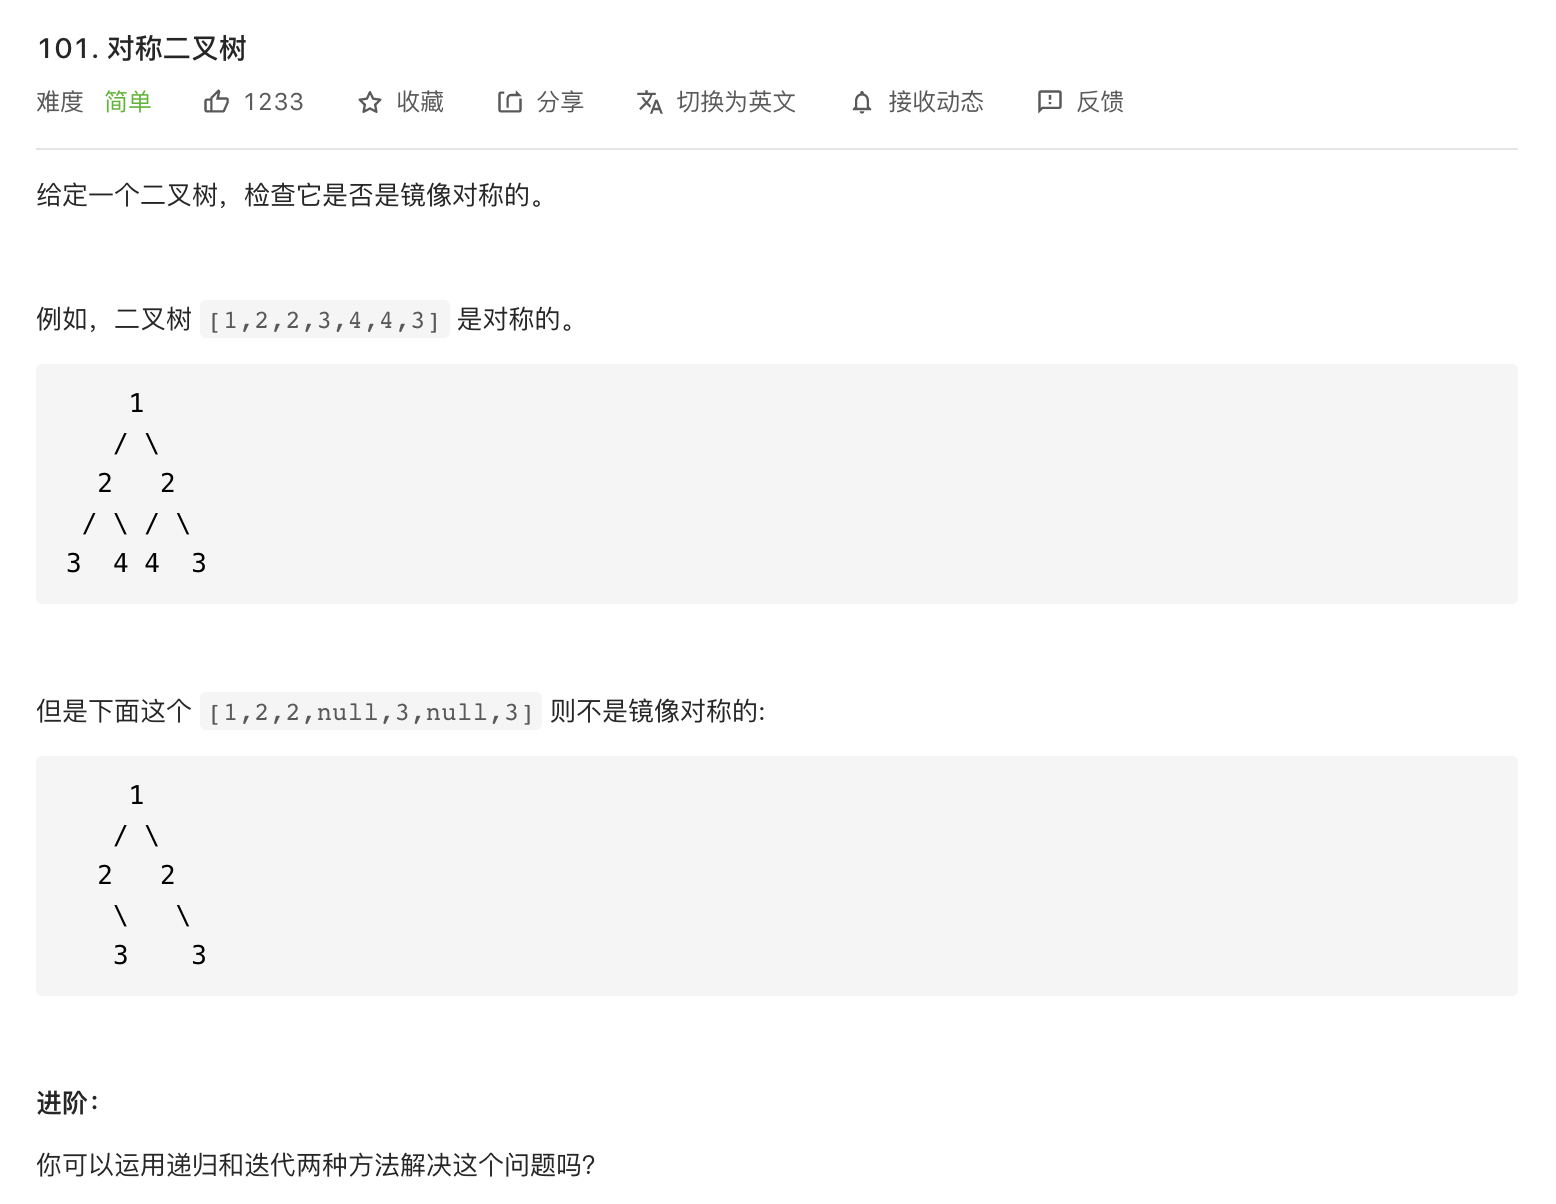 101. 对称二叉树
难度 简单 1233 收藏 分享 切换为英文 接收动态 反馈
给定一个二叉树，检查它是否是镜像对称的。
例如，二叉树 [1,2,2,3,4,4,3] 是对称的。
    1
   / \
  2   2
 / \ / \
3  4 4  3
但是下面这个 [1,2,2,null,3,null,3] 则不是镜像对称的:
    1
   / \
  2   2
   \   \
   3    3
进阶：
你可以运用递归和迭代两种方法解决这个问题吗?